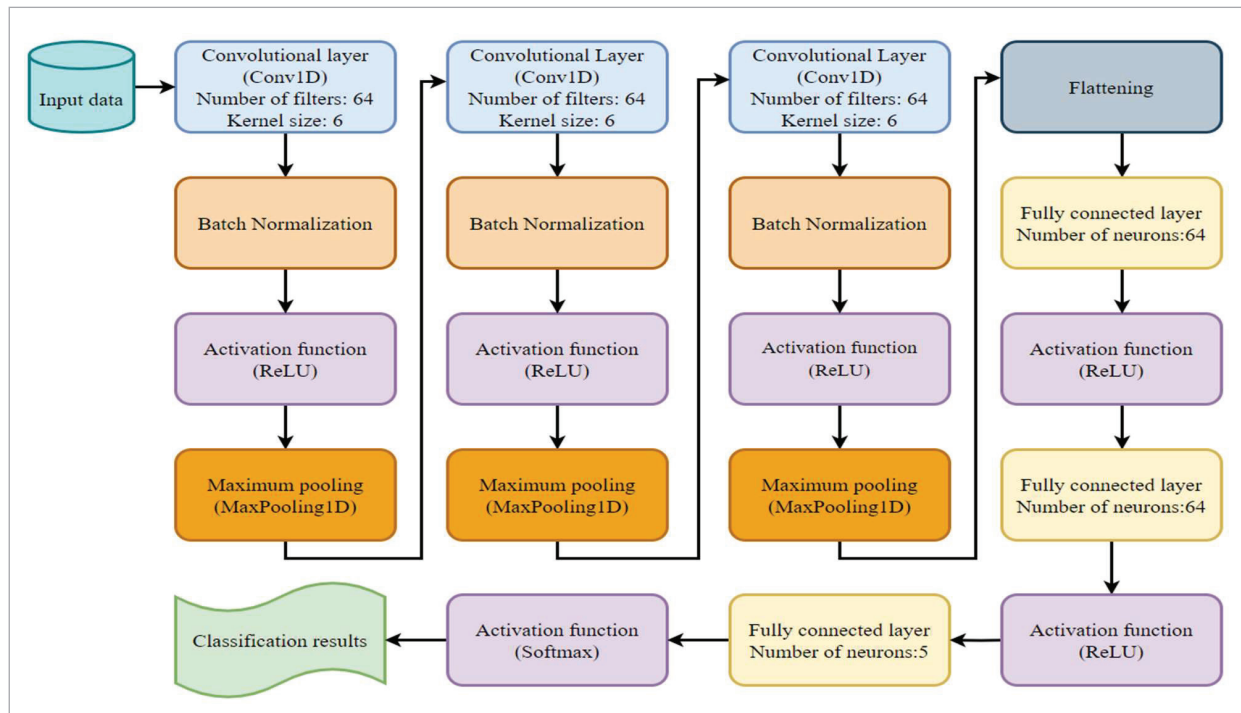 Input data
Convolutional layer
(Conv1D)
Number of filters: 64
Kernel size: 6
Batch Normalization
Activation function
(ReLU)
Maximum pooling
(MaxPooling1D)
Convolutional Layer
(Conv1D)
Number of filters: 64
Kernel size: 6
Batch Normalization
Activation function
(ReLU)
Maximum pooling
(MaxPooling1D)
Convolutional Layer
(Conv1D)
Number of filters: 64
Kernel size: 6
Batch Normalization
Activation function
(ReLU)
Maximum pooling
(MaxPooling1D)
Flattening
Fully connected layer
Number of neurons:64
Activation function
(ReLU)
Fully connected layer
Number of neurons:64
Activation function
(ReLU)
Fully connected layer
Number of neurons:5
Activation function
(Softmax)
Classification results